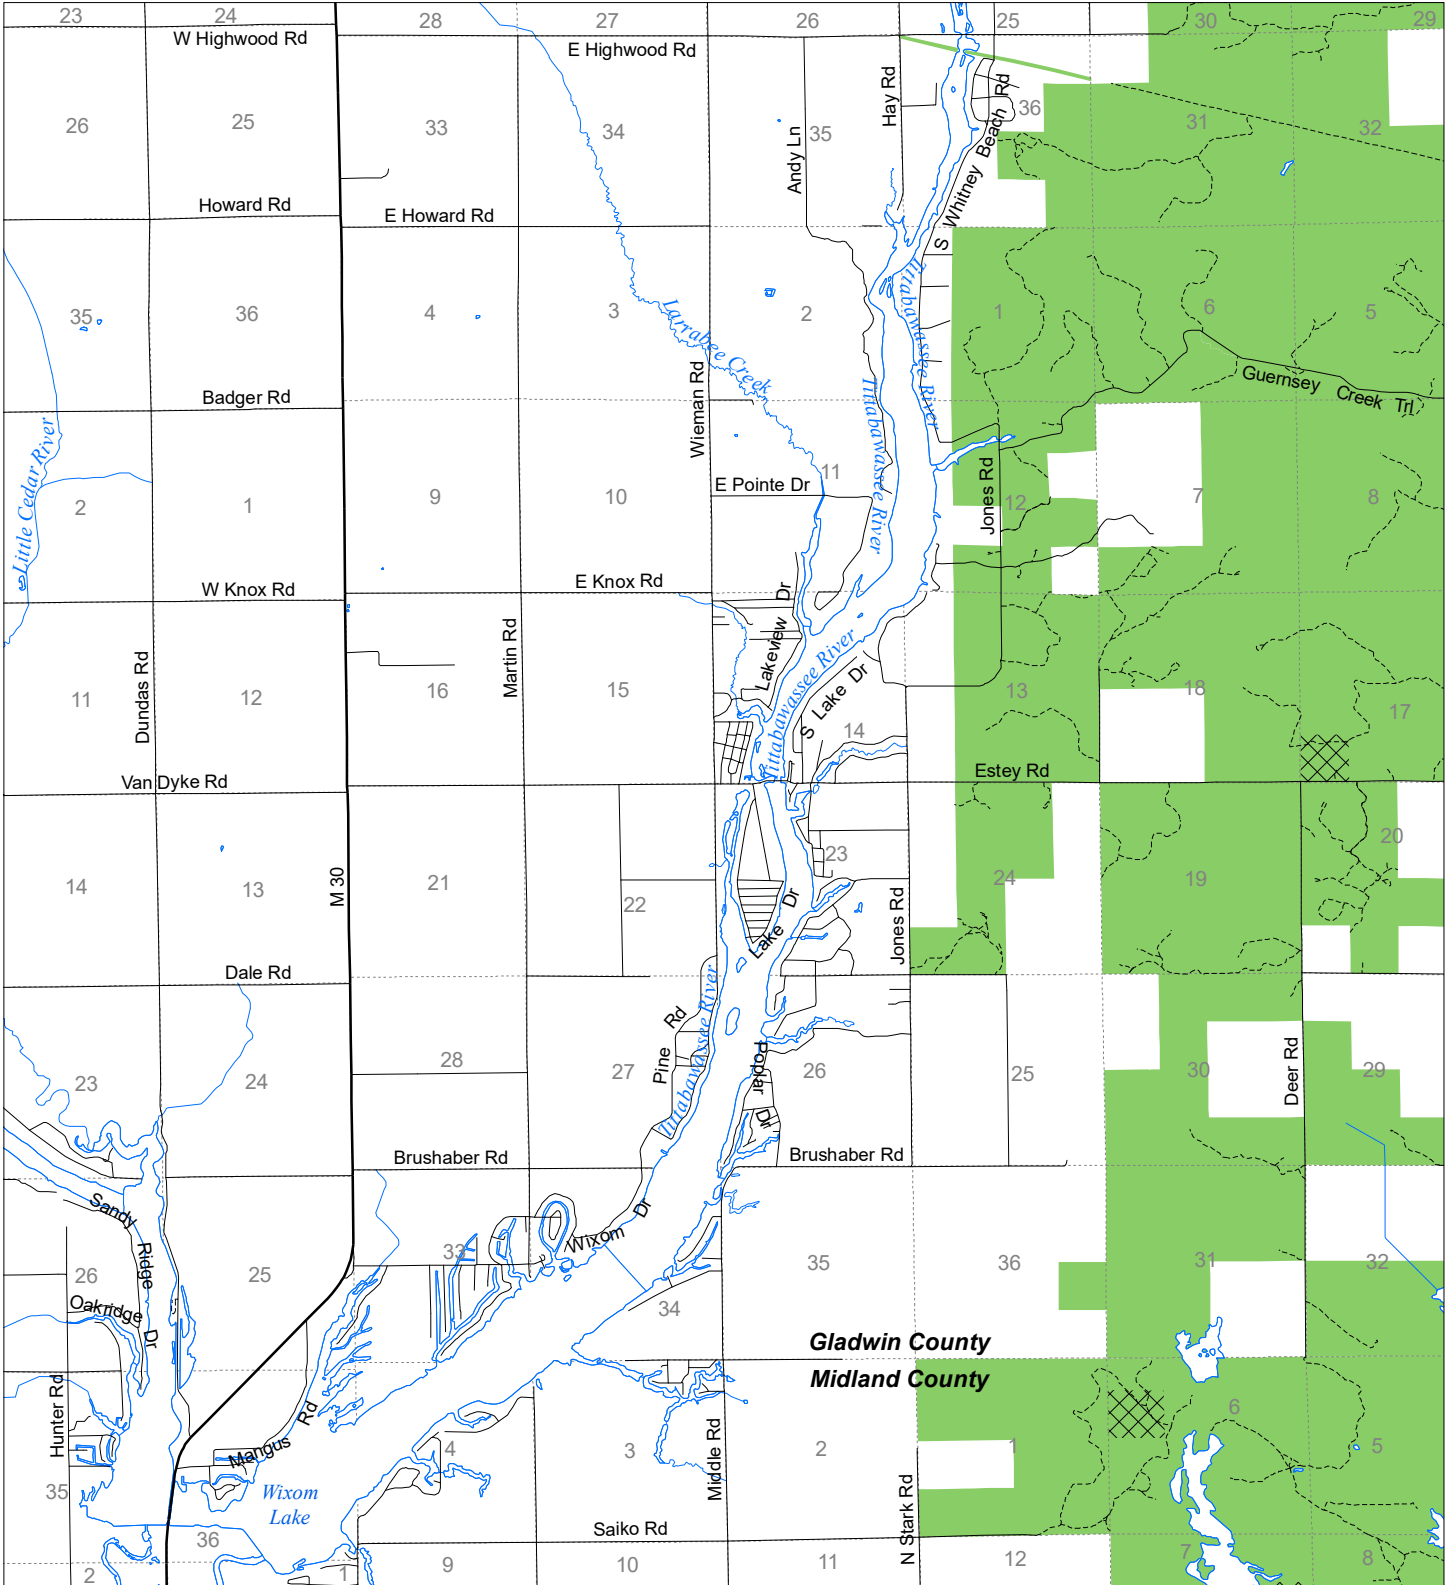 23
24
28
27
26
25
30
29
W Highwood Rd
E Highwood Rd
26
25
33
34
35
Andy Ln
Hay Rd
S Whitney Beach Rd
36
31
32
Howard Rd
E Howard Rd
35
36
4
3
2
1
6
5
Larrabee Creek
Tittabawassee River
Tittabawassee River
Guernsey Creek Trl
Badger Rd
Wieman Rd
Little Cedar River
2
1
9
10
11
E Pointe Dr
Jones Rd
12
7
8
W Knox Rd
E Knox Rd
Dundas Rd
Martin Rd
Lakeview Dr
Tittabawassee River
S Lake Dr
11
12
16
15
14
13
18
17
Van Dyke Rd
Estey Rd
14
13
M 30
21
22
23
24
19
20
Lake Dr
Jones Rd
Dale Rd
Tittabawassee River
Pine Rd
Poplar Dr
23
24
28
27
26
25
30
Deer Rd
29
Brushaber Rd
Brushaber Rd
Sandy Ridge Dr
Wixom Dr
26
25
33
34
35
36
31
32
Oakridge
Gladwin County
Midland County
Hunter Rd
Mangus Rd
Middle Rd
N Stark Rd
35
4
3
2
1
6
5
Wixom
Lake
Saiko Rd
36
2
1
9
10
11
12
7
8